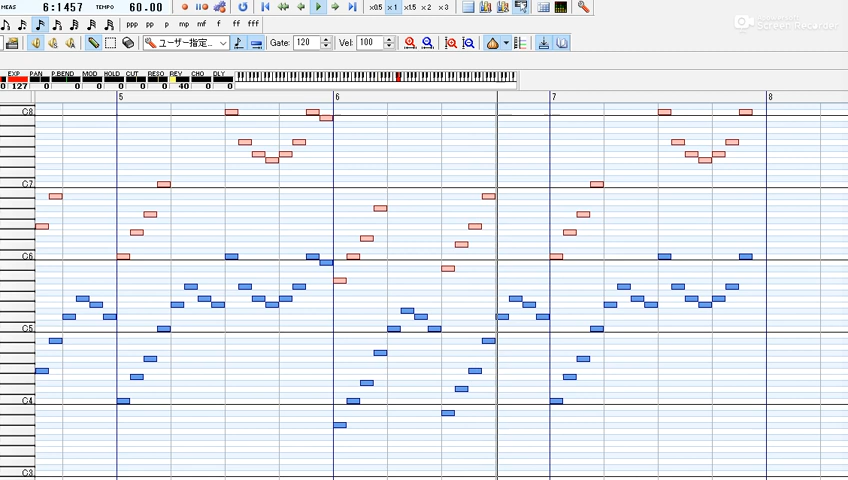 MEAS 6:1457 TEMPO 60.00 x0.5 x1 x1.5 x2 x3
ppp pp p mp mf f ff fff
ユーザー指定... Gate: 120 Vel: 100
EXP PAN P.BEND MOD HOLD CUT RESO REV CHO DLY
0 127 0 0 0 0 0 0 40 0 0
5 6 7 8
C8
C7
C6
C5
C4
C3
Screen Recorder